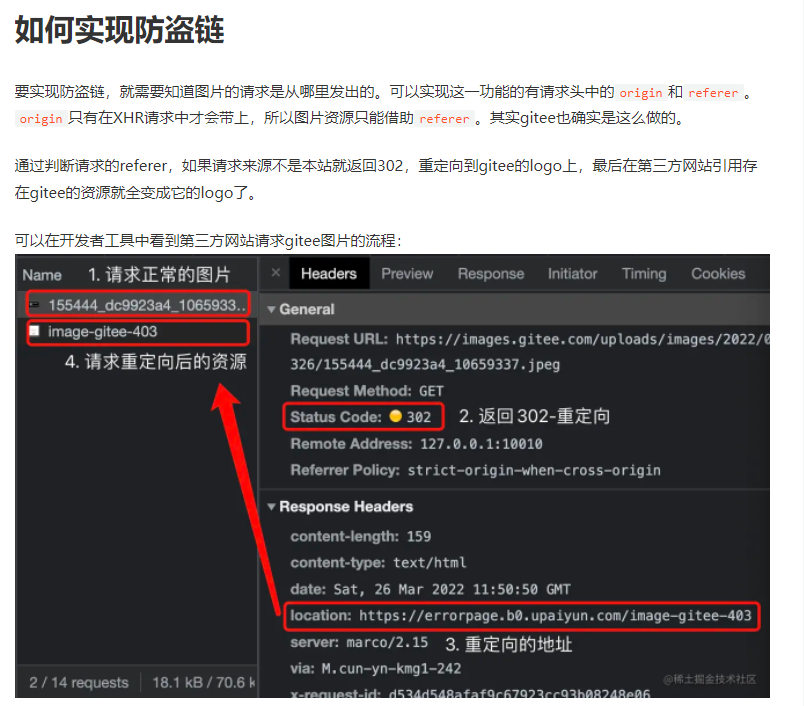 如何实现防盗链
要实现防盗链，就需要知道图片的请求是从哪里发出的。可以实现这一功能的有请求头中的 origin 和 referer 。
origin 只有在XHR请求中才会带上，所以图片资源只能借助 referer 。其实gitee也确实是这么做的。
通过判断请求的referer，如果请求来源不是本站就返回302，重定向到gitee的logo上，最后在第三方网站引用存
在gitee的资源就全变成它的logo了。
可以在开发者工具中看到第三方网站请求gitee图片的流程：
Name 1. 请求正常的图片
155444_dc9923a4_1065933..
image-gitee-403
4. 请求重定向后的资源
2 / 14 requests 18.1 kB / 70.6 k
× Headers Preview Response Initiator Timing Cookies
General
Request URL: https://images.gitee.com/uploads/images/2022/0
326/155444_dc9923a4_10659337.jpeg
Request Method: GET
Status Code: 302 2. 返回302-重定向
Remote Address: 127.0.0.1:10010
Referrer Policy: strict-origin-when-cross-origin
Response Headers
content-length: 159
content-type: text/html
date: Sat, 26 Mar 2022 11:50:50 GMT
location: https://errorpage.b0.upaiyun.com/image-gitee-403
server: marco/2.15 3. 重定向的地址
via: M.cun-yn-kmg1-242
@稀土掘金技术社区
x-request-id: d534d548afaf9c67923cc93b08248e06